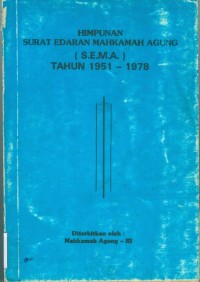 HIMPUNAN
SURAT EDARAN MAHKAMAH AGUNG
( S.E.M.A. )
TAHUN 1951 – 1978
Diterbitkan oleh :
Mahkamah Agung – RI